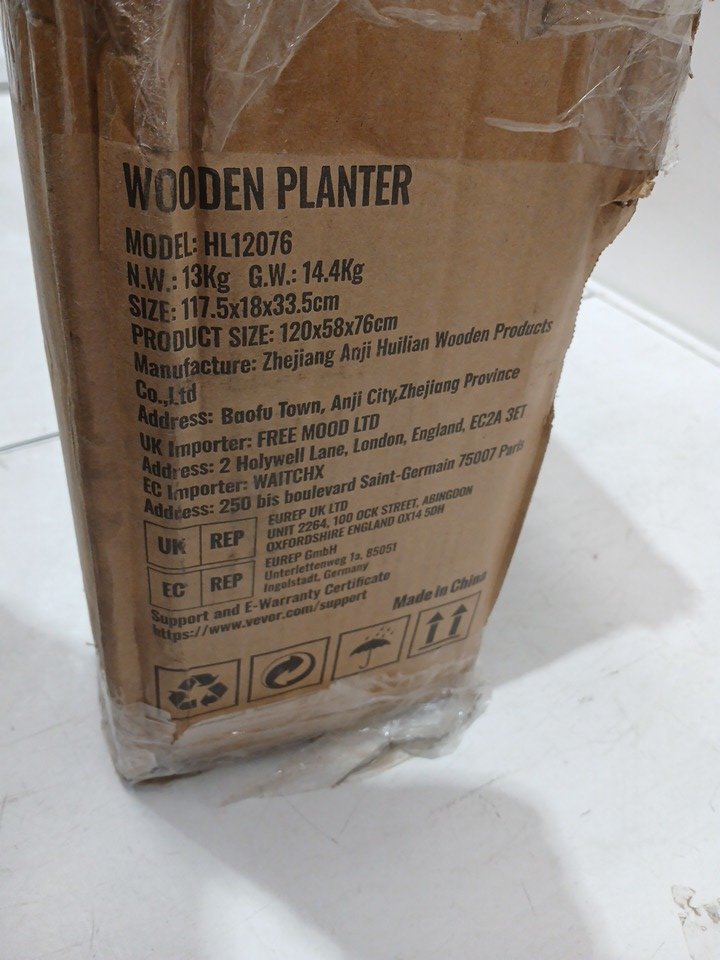 WOODEN PLANTER
MODEL: HL12076
N.W.: 13Kg G.W.: 14.4Kg
SIZE: 117.5x18x33.5cm
PRODUCT SIZE: 120x58x76cm
Manufacture: Zhejiang Anji Huilian Wooden Products
Co.,Ltd
Address: Baofu Town, Anji City,Zhejiang Province
UK Importer: FREE MOOD LTD
Address: 2 Holywell Lane, London, England, EC2A 3ET
EC Importer: WAITCHX
Address: 250 bis boulevard Saint-Germain 75007 Paris
UK REP
EUREP UK LTD
UNIT 2264, 100 OCK STREET, ABINGDON
OXFORDSHIRE ENGLAND OX14 5DH
EC REP
EUREP GmbH
Unterlettenweg 1a, 85051
Ingolstadt, Germany
Support and E-Warranty Certificate
https://www.vevor.com/support
Made in China